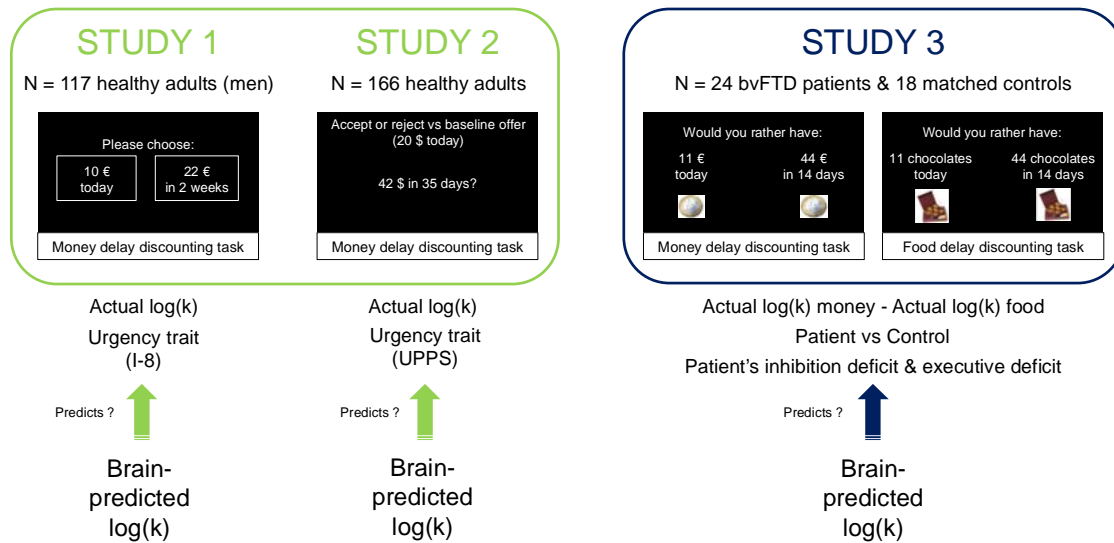 STUDY 1
N = 117 healthy adults (men)
Please choose:
10 €
today
22 €
in 2 weeks
Money delay discounting task
STUDY 2
N = 166 healthy adults
Accept or reject vs baseline offer
(20 $ today)
42 $ in 35 days?
Money delay discounting task
STUDY 3
N = 24 bvFTD patients & 18 matched controls
Would you rather have:
11 €
today
44 €
in 14 days
Money delay discounting task
Would you rather have:
11 chocolates
today
44 chocolates
in 14 days
Food delay discounting task
Actual log(k)
Urgency trait
(I-8)
Predicts ?
Brain-
predicted
log(k)
Actual log(k)
Urgency trait
(UPPS)
Predicts ?
Brain-
predicted
log(k)
Actual log(k) money - Actual log(k) food
Patient vs Control
Patient's inhibition deficit & executive deficit
Predicts ?
Brain-
predicted
log(k)